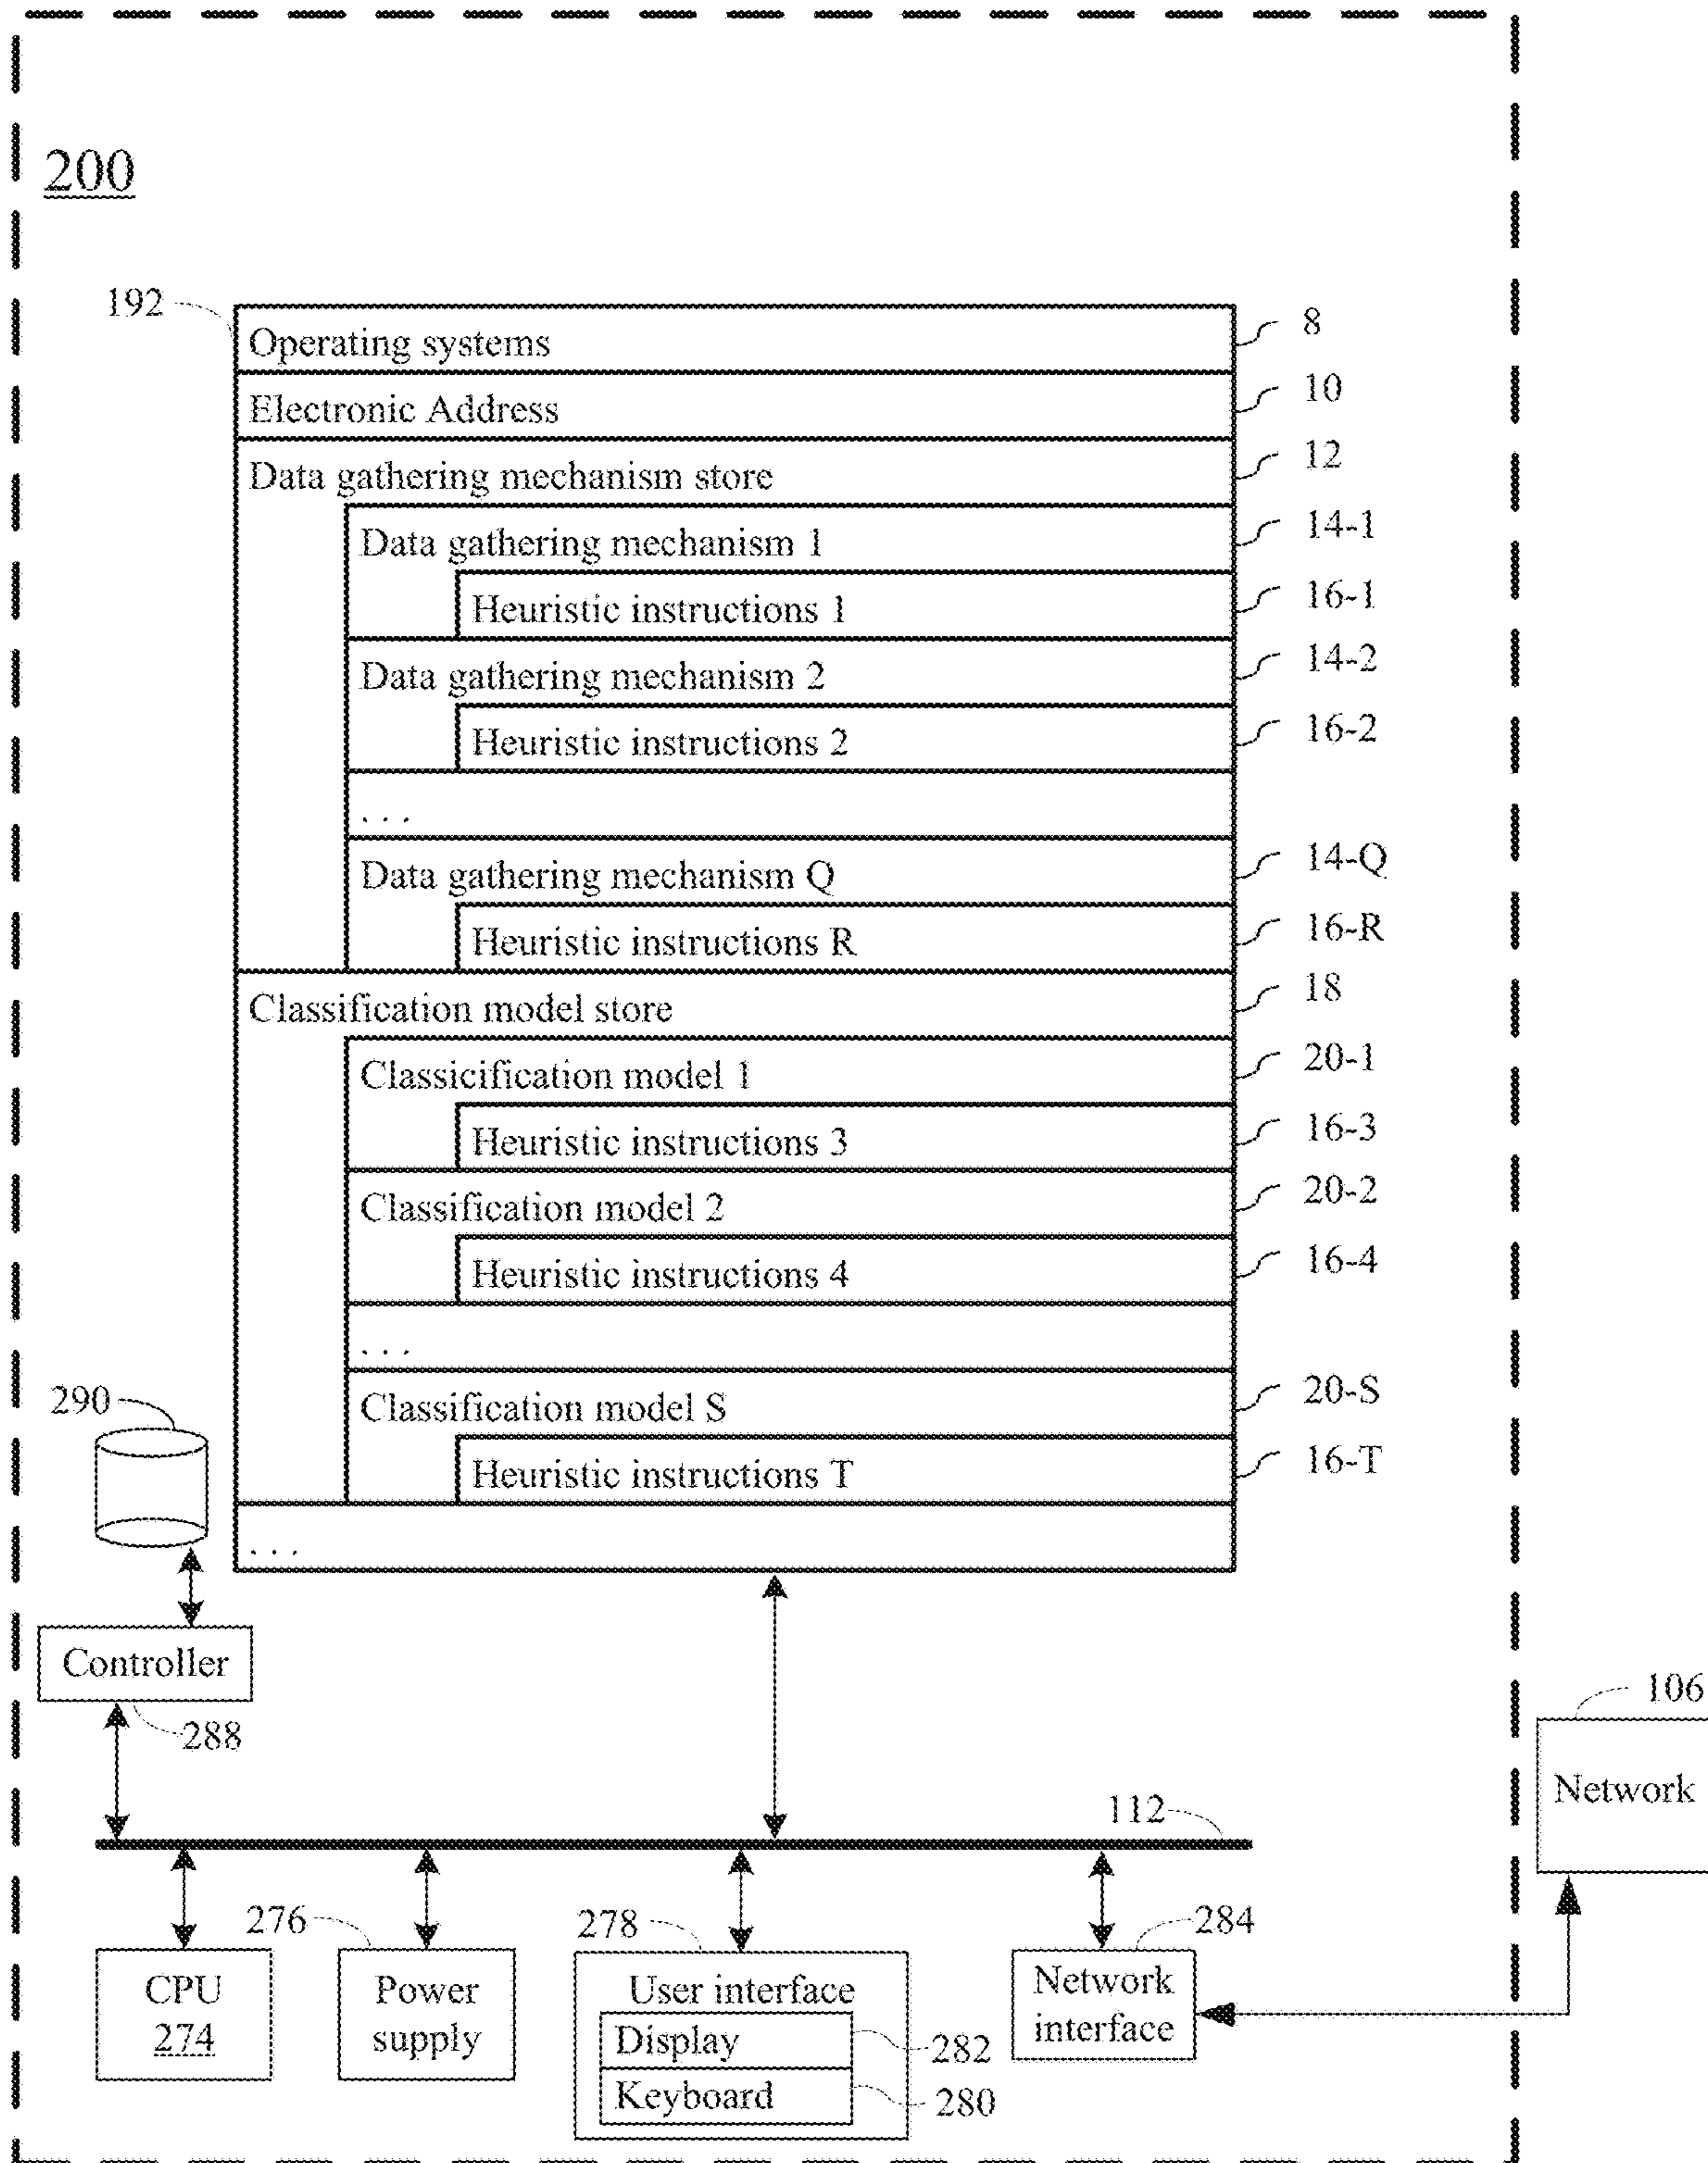 200
192
Operating systems
8
Electronic Address
10
Data gathering mechanism store
12
Data gathering mechanism 1
14-1
Heuristic instructions 1
16-1
Data gathering mechanism 2
14-2
Heuristic instructions 2
16-2
. . .
Data gathering mechanism Q
14-Q
Heuristic instructions R
16-R
Classification model store
18
Classicification model 1
20-1
Heuristic instructions 3
16-3
Classification model 2
20-2
Heuristic instructions 4
16-4
. . .
Classification model S
20-S
Heuristic instructions T
16-T
. . .
290
Controller
288
106
Network
112
276
278
284
CPU
274
Power
supply
User interface
Display
282
Keyboard
280
Network
interface